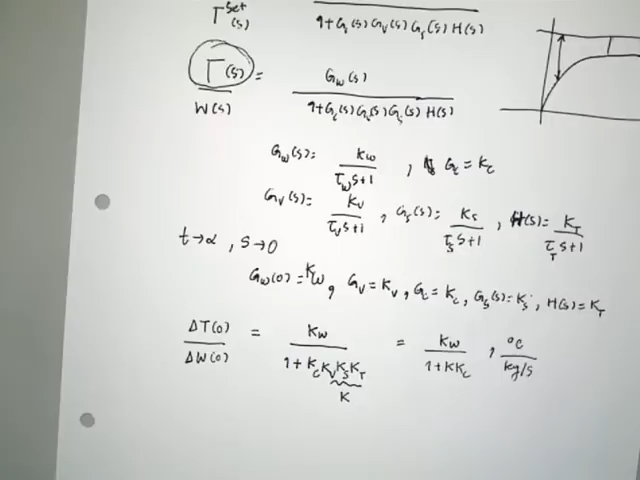 Γ^set(s)
1+G_c(s)G_v(s)G_s(s)H(s)
Γ(s)/W(s) = G_w(s)/(1+G_c(s)G_v(s)G_s(s)H(s))
G_w(s) = K_w/(τ_w s+1) , G_c = K_c
G_v(s) = K_v/(τ_v s+1) , G_s(s) = K_s/(τ_s s+1) , H(s) = K_T/(τ_T s+1)
t→α , s→0
G_w(0) = K_w , G_v = K_v , G_c = K_c , G_s(s) = K_s , H(s) = K_T
ΔT(0)/ΔW(0) = K_w/(1+K_c K_v K_s K_T) = K_w/(1+KK_c) , °C/(kg/s)
K